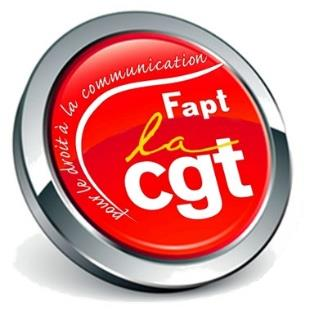 pour le droit à la communication
Fapt
la
cgt